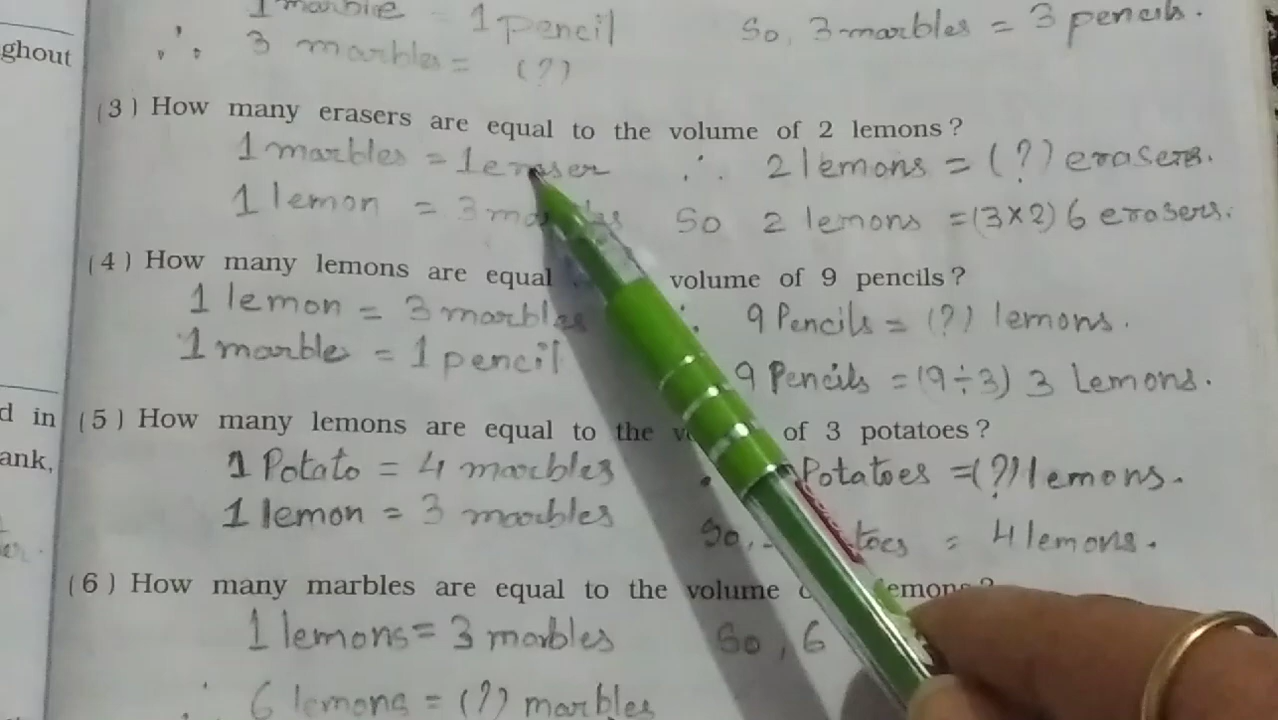 1 marble = 1 pencil So, 3 marbles = 3 pencils.
ghout
∴ 3 marbles = (?)
(3) How many erasers are equal to the volume of 2 lemons?
1 marbles = 1 eraser ∴ 2 lemons = (?) erasers.
1 lemon = 3 marbles So 2 lemons = (3×2) 6 erasers.
(4) How many lemons are equal volume of 9 pencils?
1 lemon = 3 marbles ∴ 9 Pencils = (?) lemons.
1 marble = 1 pencil 9 Pencils = (9÷3) 3 Lemons.
d in
(5) How many lemons are equal to the of 3 potatoes?
ank,
1 Potato = 4 marbles Potatoes = (?) lemons.
1 lemon = 3 marbles So, toes = 4 lemons.
(6) How many marbles are equal to the volume lemons?
1 lemons = 3 marbles So, 6
∴ 6 lemons = (?) marbles